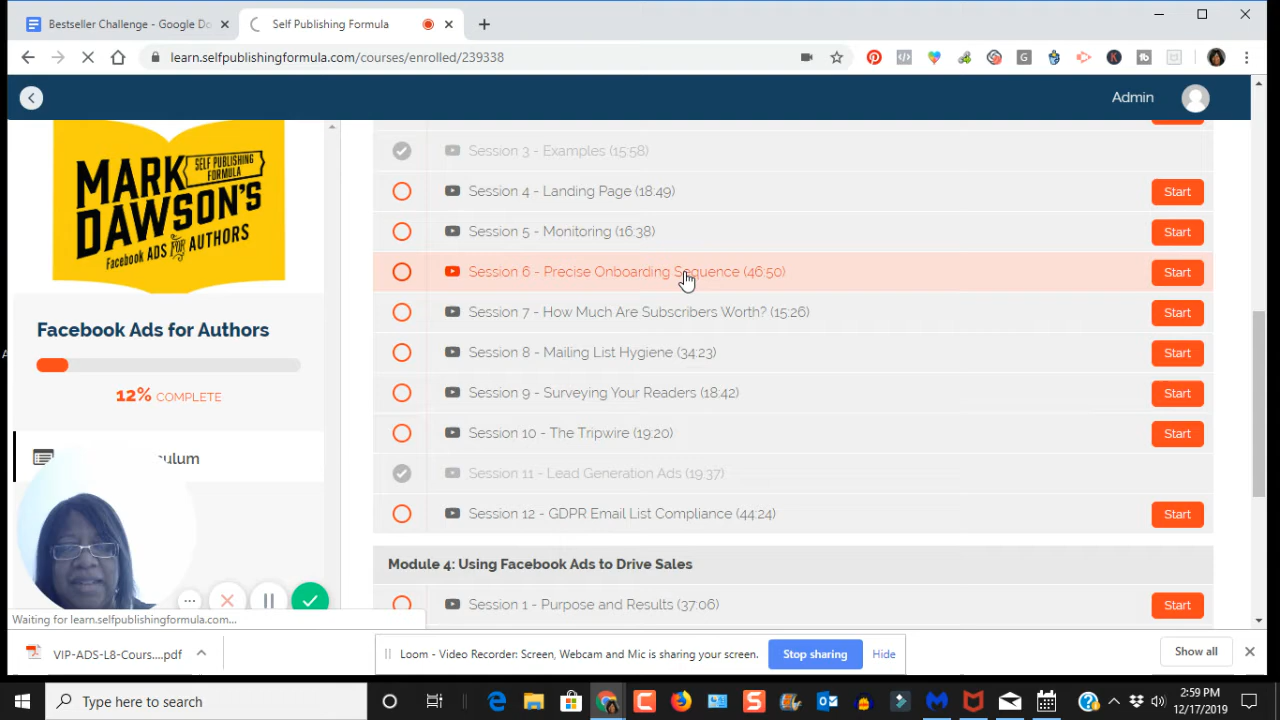 Bestseller Challenge - Google Do
Self Publishing Formula
learn.selfpublishingformula.com/courses/enrolled/239338
Admin
MARK
DAWSON'S
SELF PUBLISHING
FORMULA
Facebook ADS FOR AUTHORS
Facebook Ads for Authors
12% COMPLETE
ulum
Session 3 - Examples (15:58)
Session 4 - Landing Page (18:49) Start
Session 5 - Monitoring (16:38) Start
Session 6 - Precise Onboarding Sequence (46:50) Start
Session 7 - How Much Are Subscribers Worth? (15:26) Start
Session 8 - Mailing List Hygiene (34:23) Start
Session 9 - Surveying Your Readers (18:42) Start
Session 10 - The Tripwire (19:20) Start
Session 11 - Lead Generation Ads (19:37)
Session 12 - GDPR Email List Compliance (44:24) Start
Module 4: Using Facebook Ads to Drive Sales
Session 1 - Purpose and Results (37:06) Start
Waiting for learn.selfpublishingformula.com...
VIP-ADS-L8-Cours....pdf
Loom - Video Recorder: Screen, Webcam and Mic is sharing your screen. Stop sharing Hide
Show all
Type here to search
2:59 PM
12/17/2019